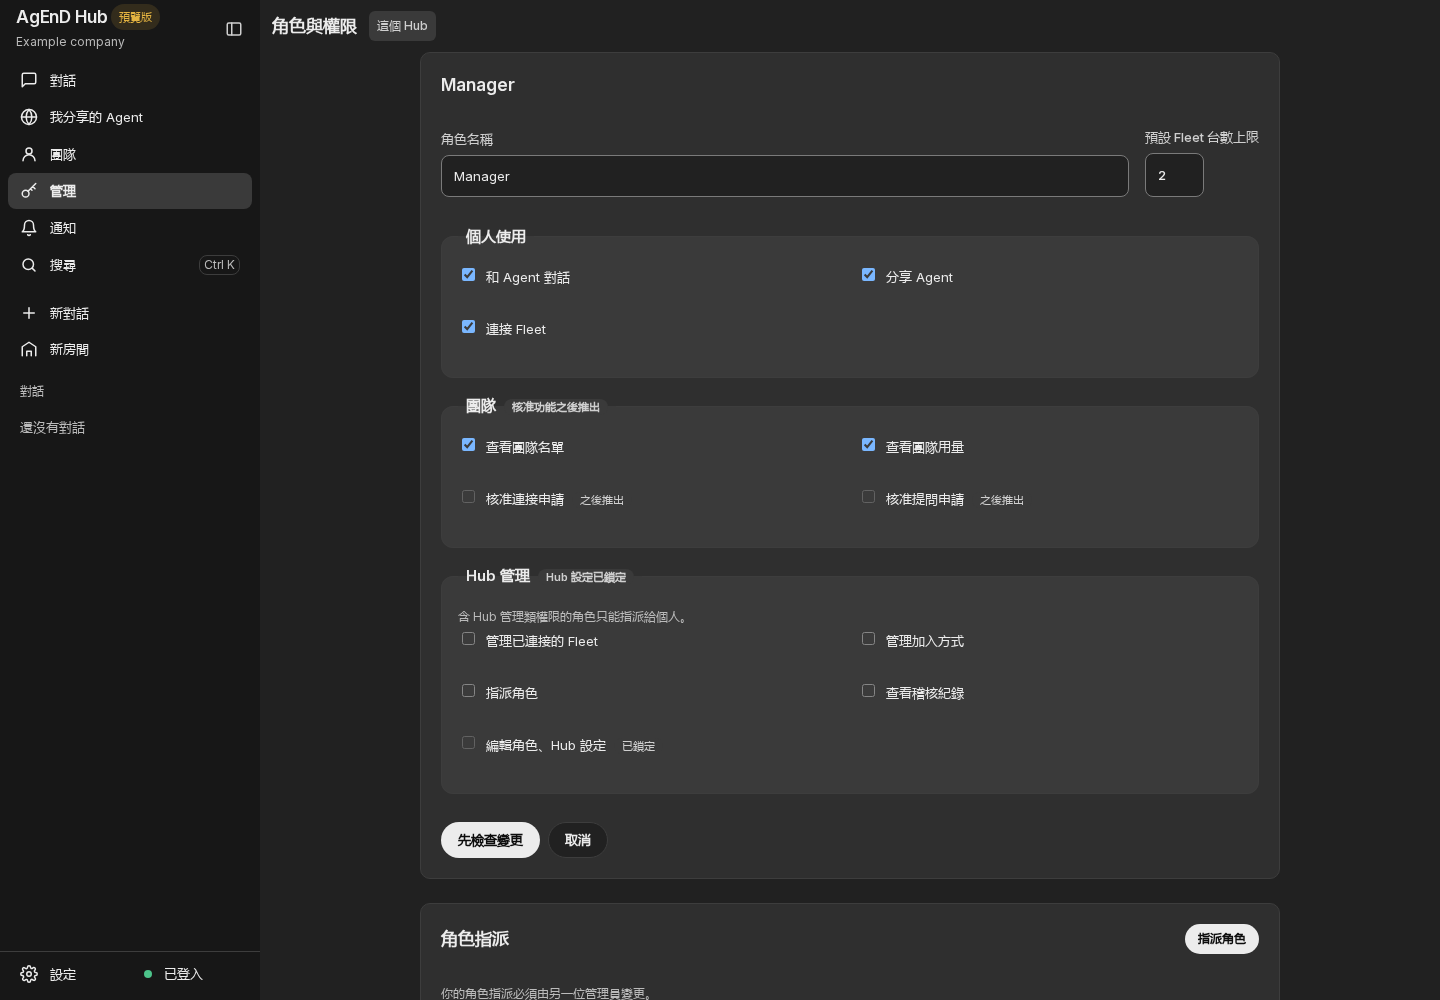 AgEnD Hub 預覽版
Example company
對話
我分享的 Agent
團隊
管理
通知
搜尋 Ctrl K
新對話
新房間
對話
還沒有對話
設定 已登入
角色與權限 這個 Hub
Manager
角色名稱 預設 Fleet 台數上限
Manager 2
個人使用
和 Agent 對話 分享 Agent
連接 Fleet
團隊 核准功能之後推出
查看團隊名單 查看團隊用量
核准連接申請 之後推出 核准提問申請 之後推出
Hub 管理 Hub 設定已鎖定
含 Hub 管理類權限的角色只能指派給個人。
管理已連接的 Fleet 管理加入方式
指派角色 查看稽核紀錄
編輯角色、Hub 設定 已鎖定
先檢查變更 取消
角色指派 指派角色
你的角色指派必須由另一位管理員變更。